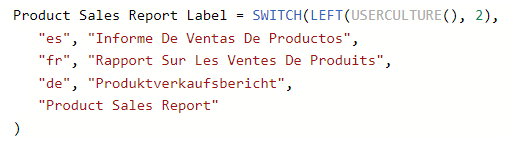 Product Sales Report Label = SWITCH(LEFT(USERCULTURE(), 2),
"es", "Informe De Ventas De Productos",
"fr", "Rapport Sur Les Ventes De Produits",
"de", "Produktverkaufsbericht",
"Product Sales Report"
)